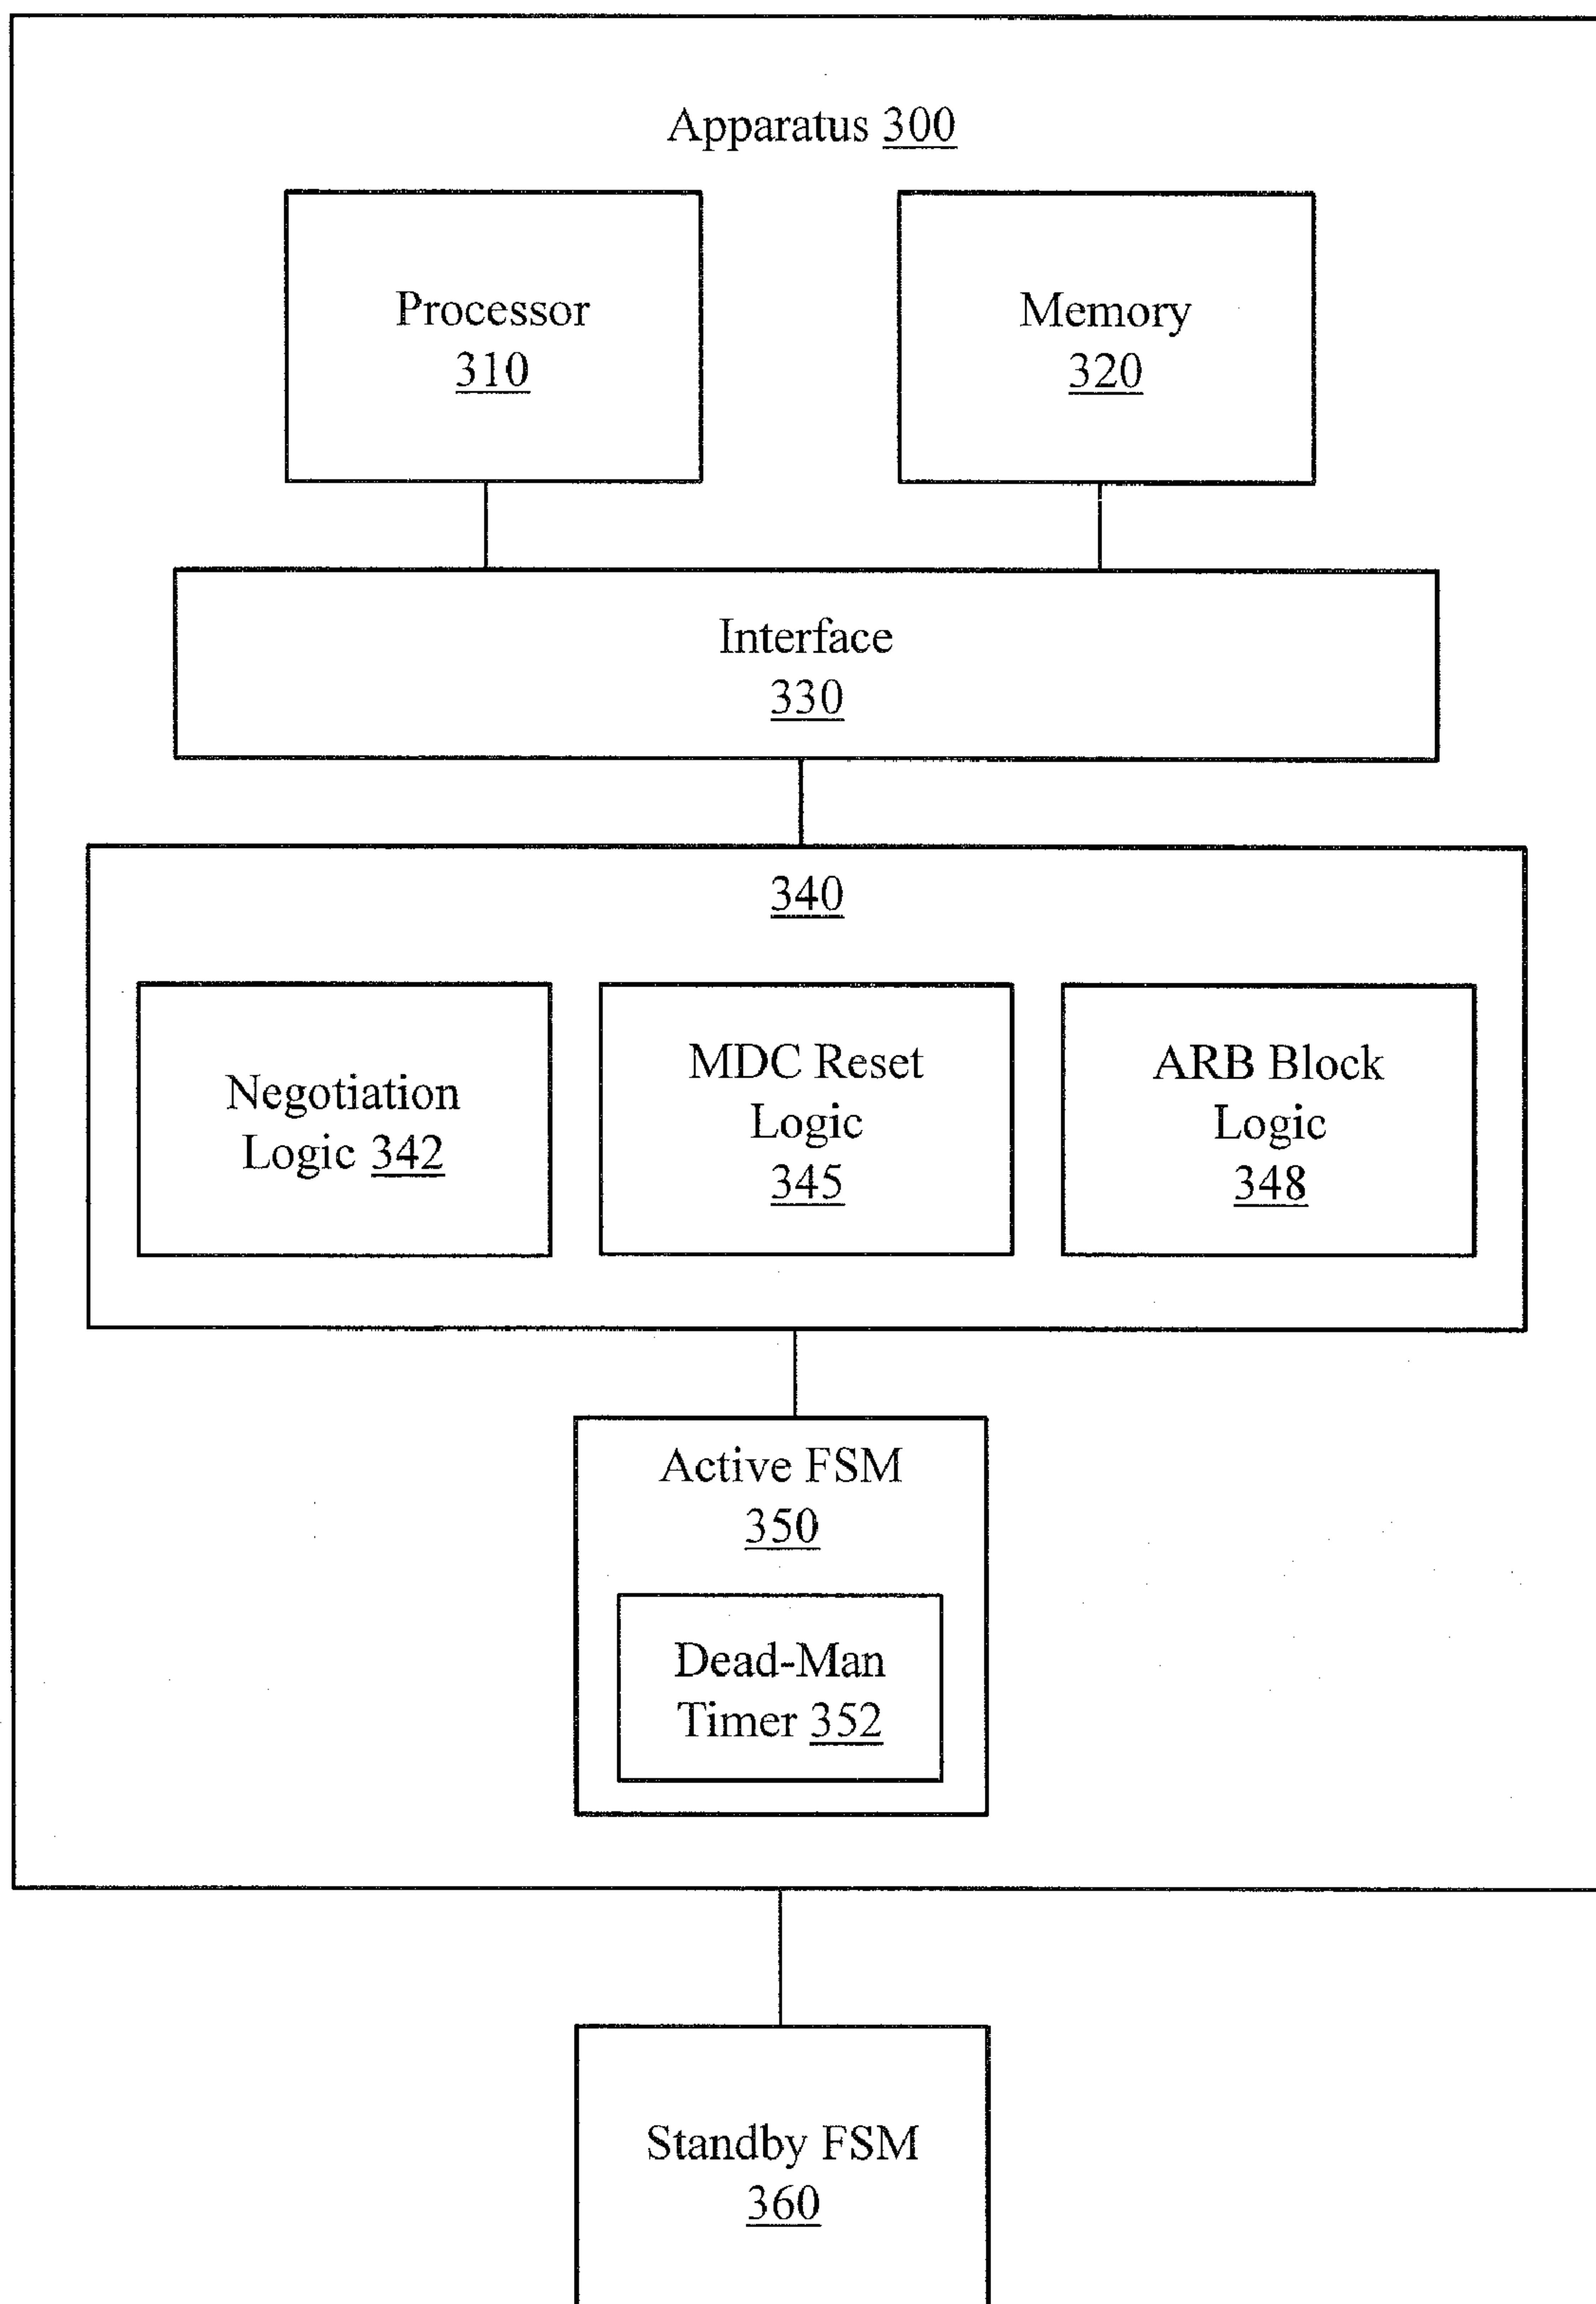 Apparatus 300
Processor
310
Memory
320
Interface
330
340
Negotiation
Logic 342
MDC Reset
Logic
345
ARB Block
Logic
348
Active FSM
350
Dead-Man
Timer 352
Standby FSM
360